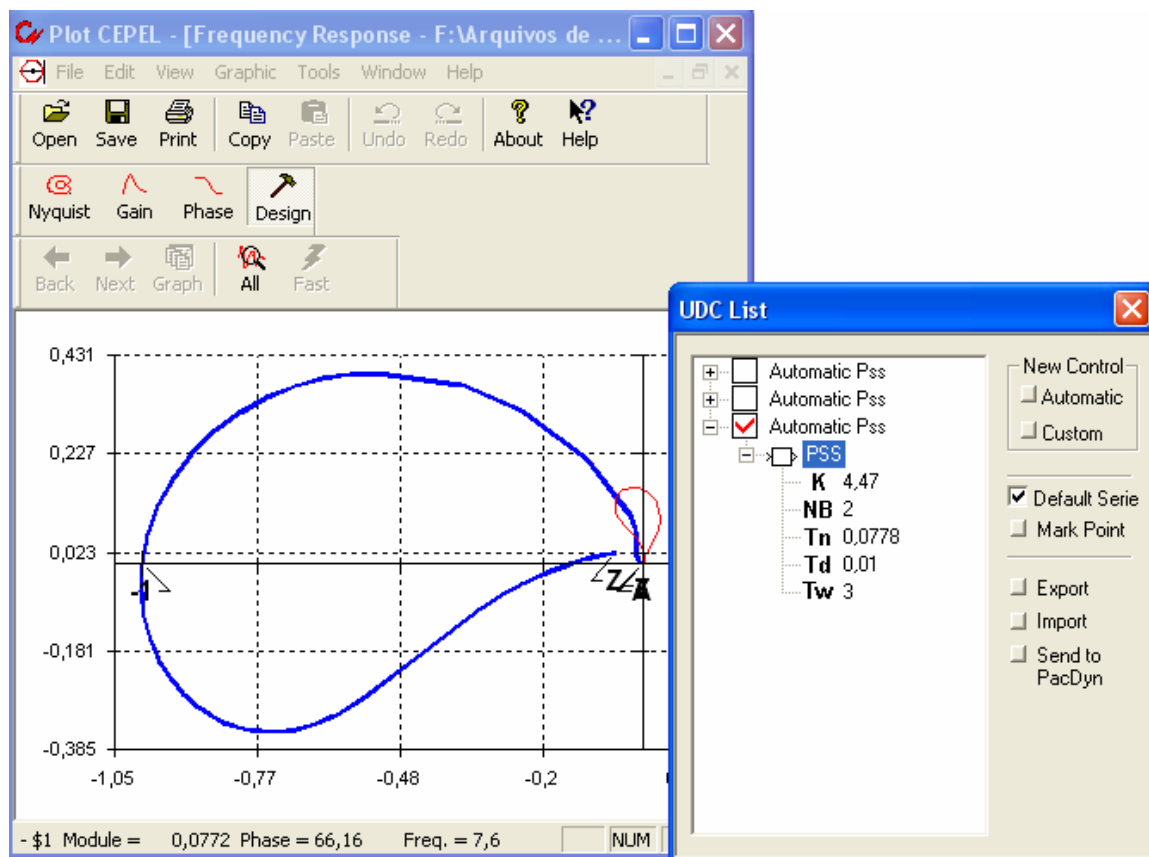 Plot CEPEL - [Frequency Response - F:\Arquivos de ...
File Edit View Graphic Tools Window Help
Open Save Print Copy Paste Undo Redo About Help
Nyquist Gain Phase Design
Back Next Graph All Fast
0,431
0,227
0,023
-0,181
-0,385
-1,05 -0,77 -0,48 -0,2
-1
- $1 Module = 0,0772 Phase = 66,16 Freq. = 7,6 NUM
UDC List
Automatic Pss
Automatic Pss
Automatic Pss
PSS
K 4,47
NB 2
Tn 0,0778
Td 0,01
Tw 3
New Control
Automatic
Custom
Default Serie
Mark Point
Export
Import
Send to
PacDyn